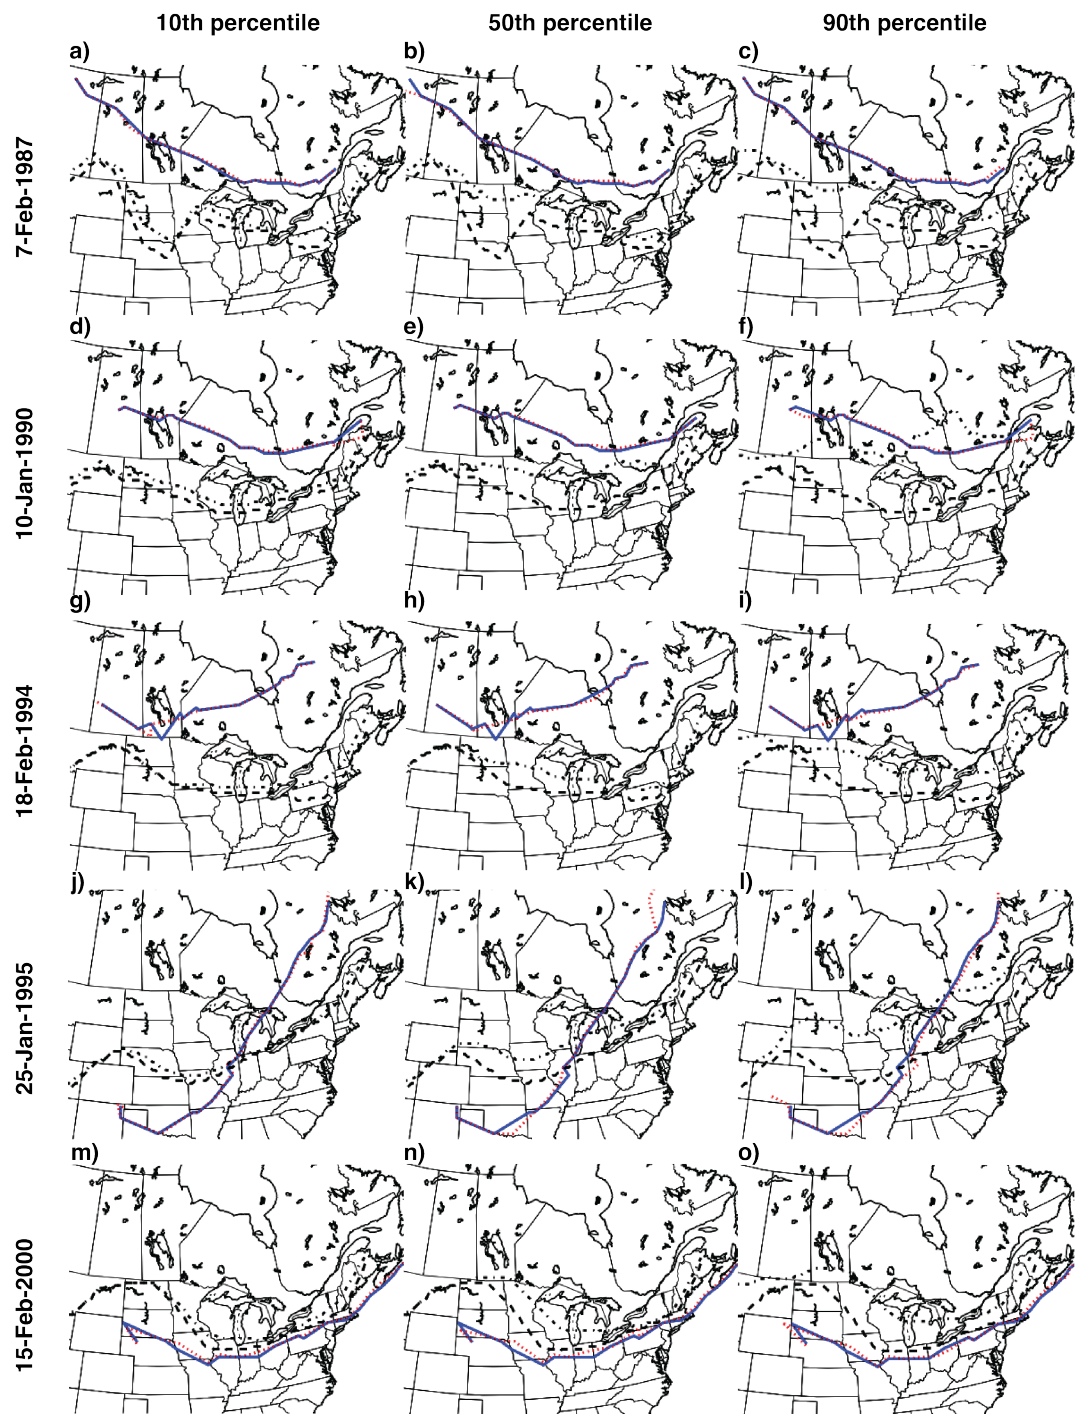 10th percentile 50th percentile 90th percentile
a) b) c)
7-Feb-1987
d) e) f)
10-Jan-1990
g) h) i)
18-Feb-1994
j) k) l)
25-Jan-1995
m) n) o)
15-Feb-2000